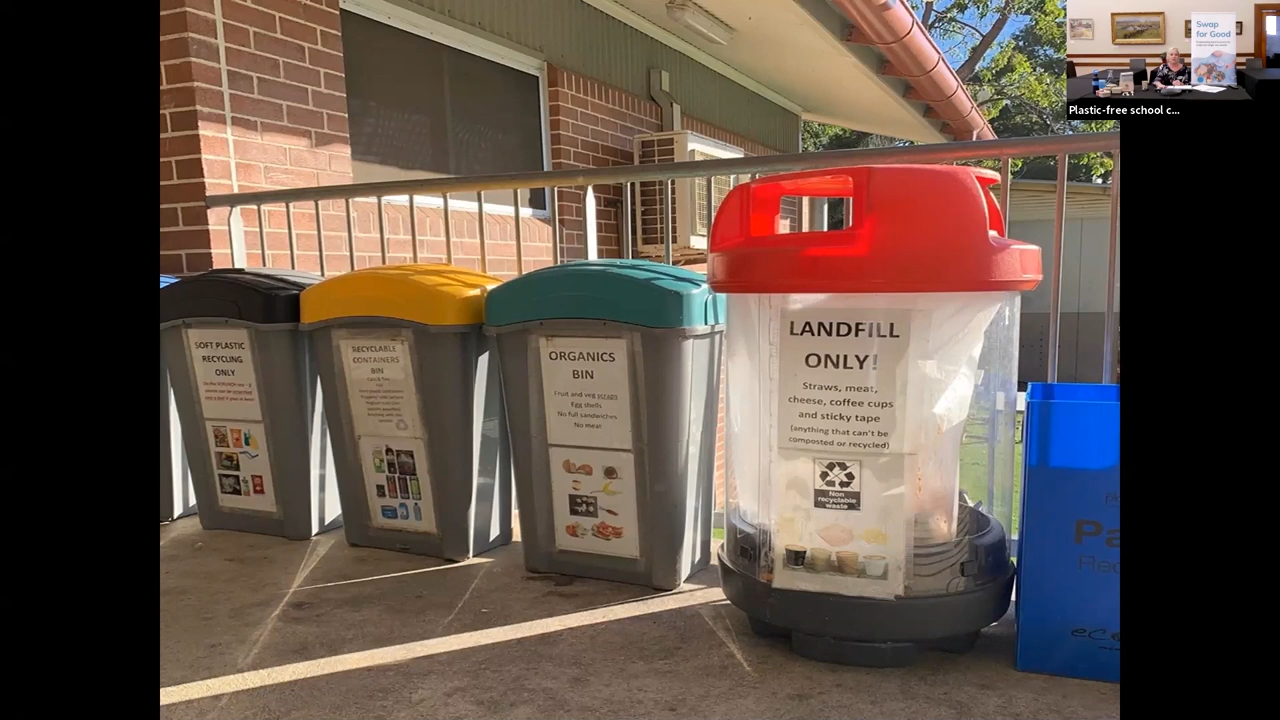 SOFT PLASTIC
RECYCLING
ONLY
RECYCLABLE
CONTAINERS
BIN
ORGANICS
BIN
Fruit and veg scraps
Egg shells
No full sandwiches
No meat
LANDFILL
ONLY!
Straws, meat,
cheese, coffee cups
and sticky tape
(anything that can't be
composted or recycled)
Non
recyclable
waste
Pa
Rec
Swap
for Good
Plastic-free school c...